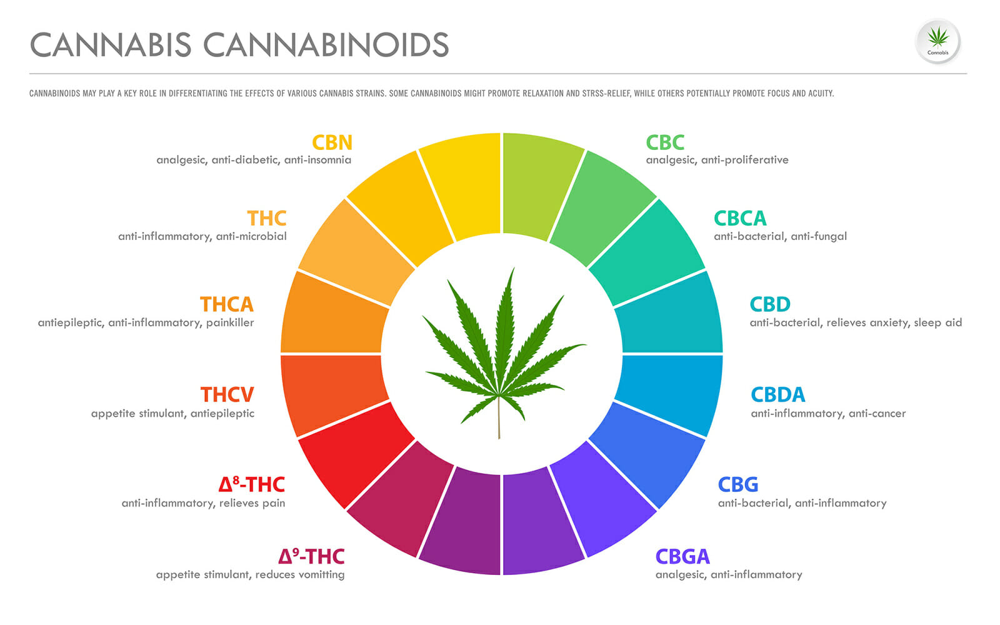 CANNABIS CANNABINOIDS
Cannabis
CANNABINOIDS MAY PLAY A KEY ROLE IN DIFFERENTIATING THE EFFECTS OF VARIOUS CANNABIS STRAINS. SOME CANNABINOIDS MIGHT PROMOTE RELAXATION AND STRSS-RELIEF, WHILE OTHERS POTENTIALLY PROMOTE FOCUS AND ACUITY.
CBN
analgesic, anti-diabetic, anti-insomnia
THC
anti-inflammatory, anti-microbial
THCA
antiepileptic, anti-inflammatory, painkiller
THCV
appetite stimulant, antiepileptic
Δ⁸-THC
anti-inflammatory, relieves pain
Δ⁹-THC
appetite stimulant, reduces vomitting
CBC
analgesic, anti-proliferative
CBCA
anti-bacterial, anti-fungal
CBD
anti-bacterial, relieves anxiety, sleep aid
CBDA
anti-inflammatory, anti-cancer
CBG
anti-bacterial, anti-inflammatory
CBGA
analgesic, anti-inflammatory